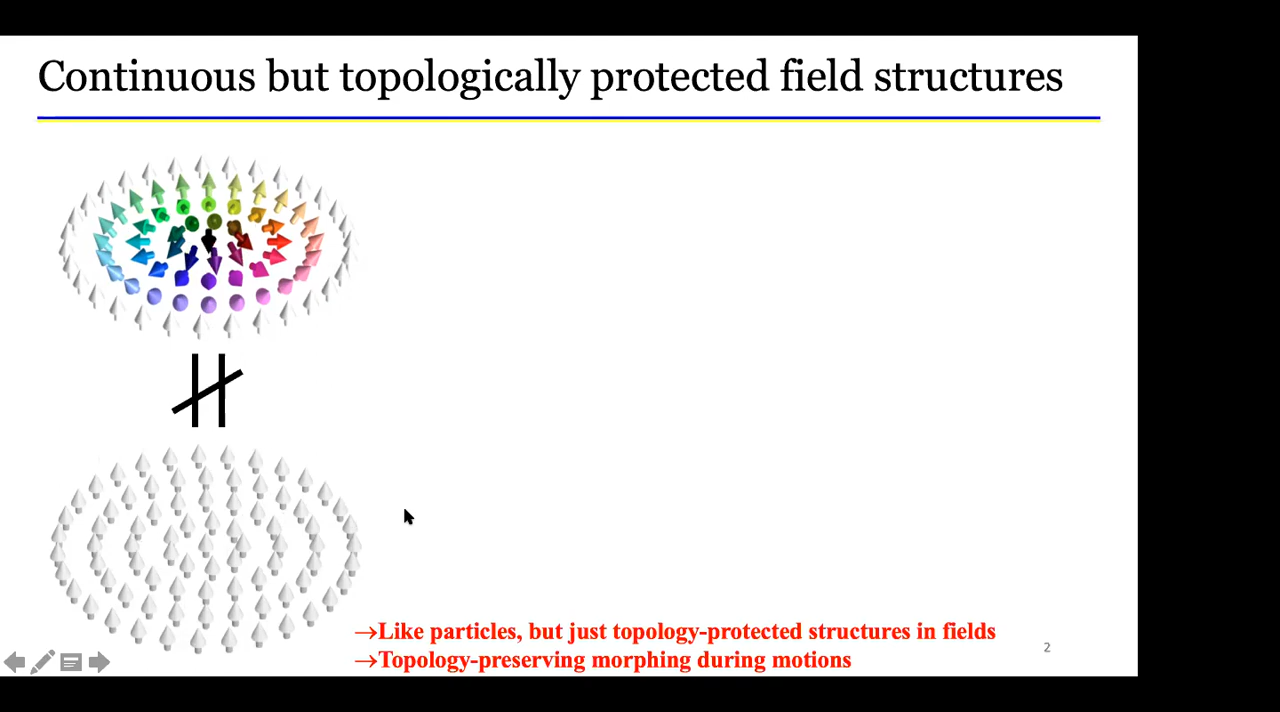 Continuous but topologically protected field structures
→Like particles, but just topology-protected structures in fields
→Topology-preserving morphing during motions
2